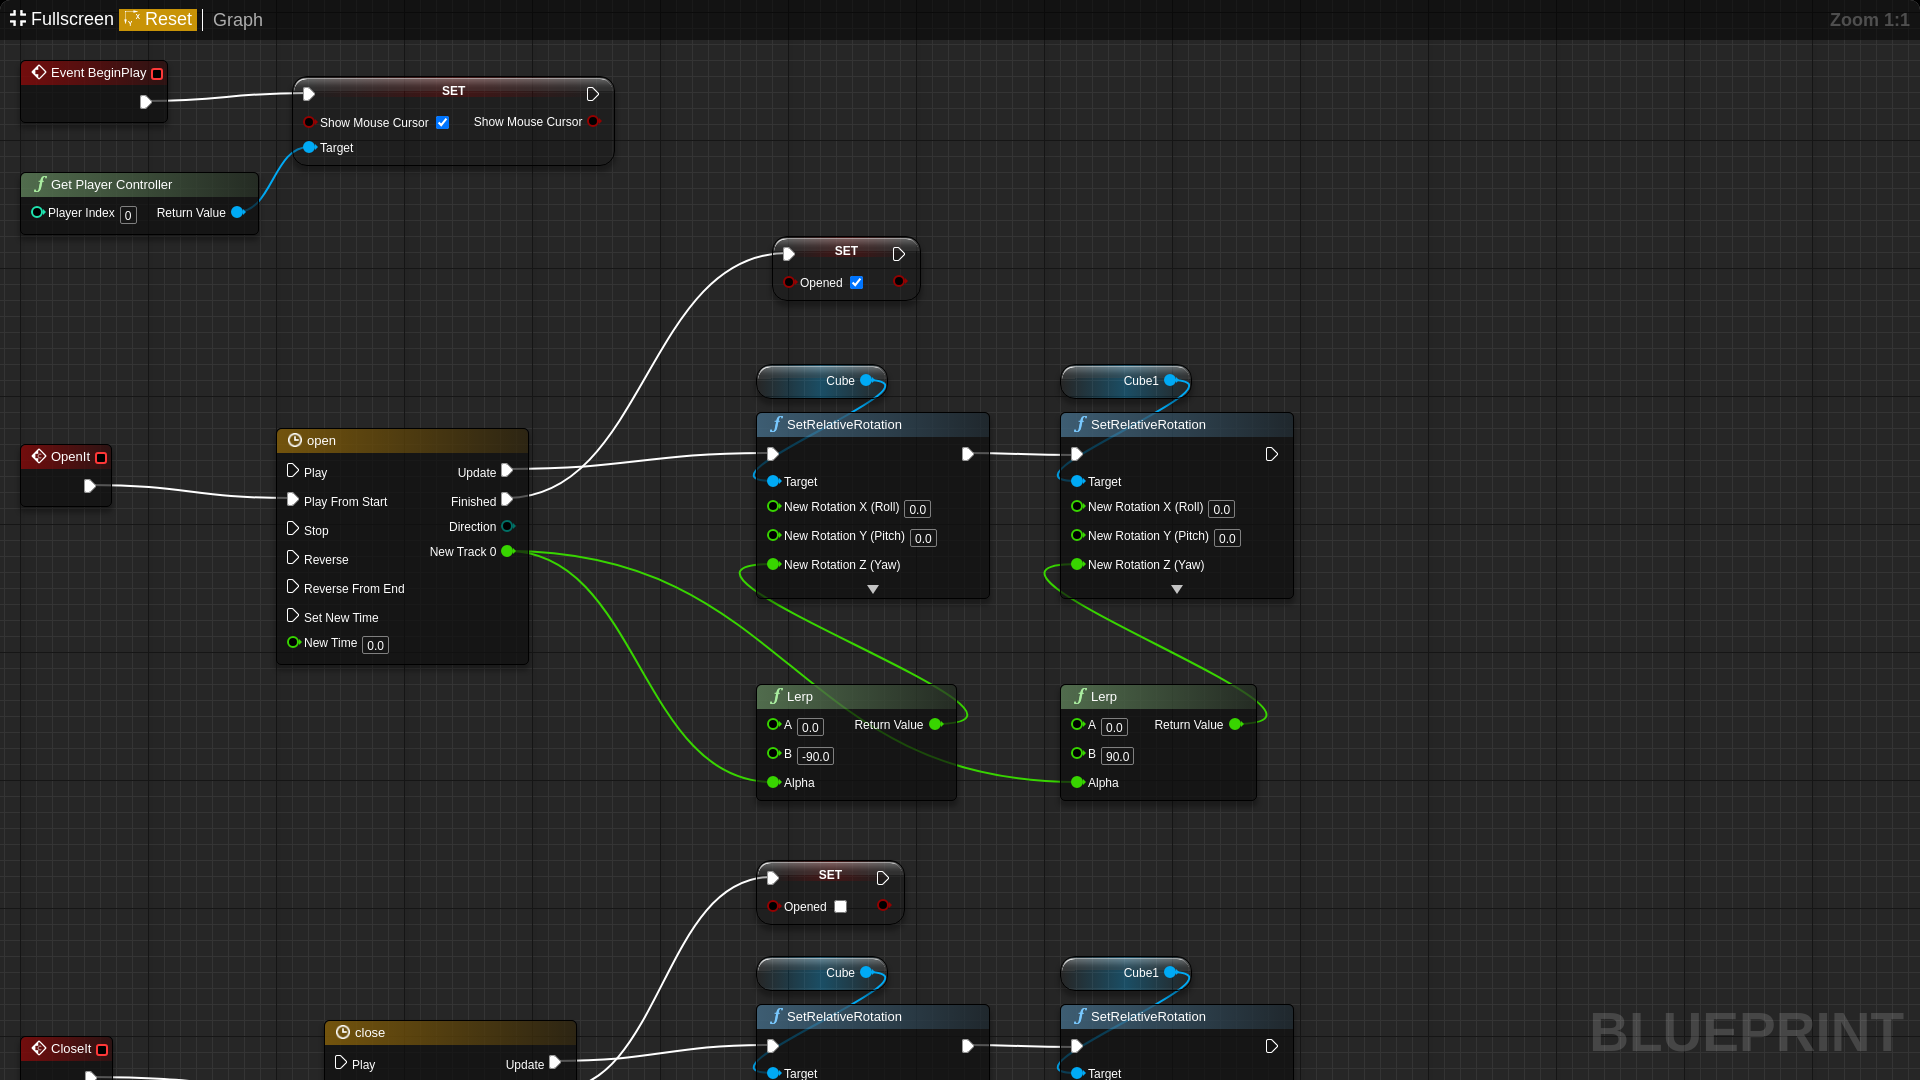 Fullscreen Reset Graph Zoom 1:1
Event BeginPlay
SET
Show Mouse Cursor Show Mouse Cursor
Target
Get Player Controller
Player Index 0 Return Value
SET
Opened
Cube
Cube1
OpenIt
open
Play Update
Play From Start Finished
Stop Direction
Reverse New Track 0
Reverse From End
Set New Time
New Time 0.0
SetRelativeRotation
Target
New Rotation X (Roll) 0.0
New Rotation Y (Pitch) 0.0
New Rotation Z (Yaw)
SetRelativeRotation
Target
New Rotation X (Roll) 0.0
New Rotation Y (Pitch) 0.0
New Rotation Z (Yaw)
f Lerp
A 0.0 Return Value
B -90.0
Alpha
f Lerp
A 0.0 Return Value
B 90.0
Alpha
SET
Opened
Cube
Cube1
CloseIt
close
Play Update
SetRelativeRotation
Target
SetRelativeRotation
Target
BLUEPRINT